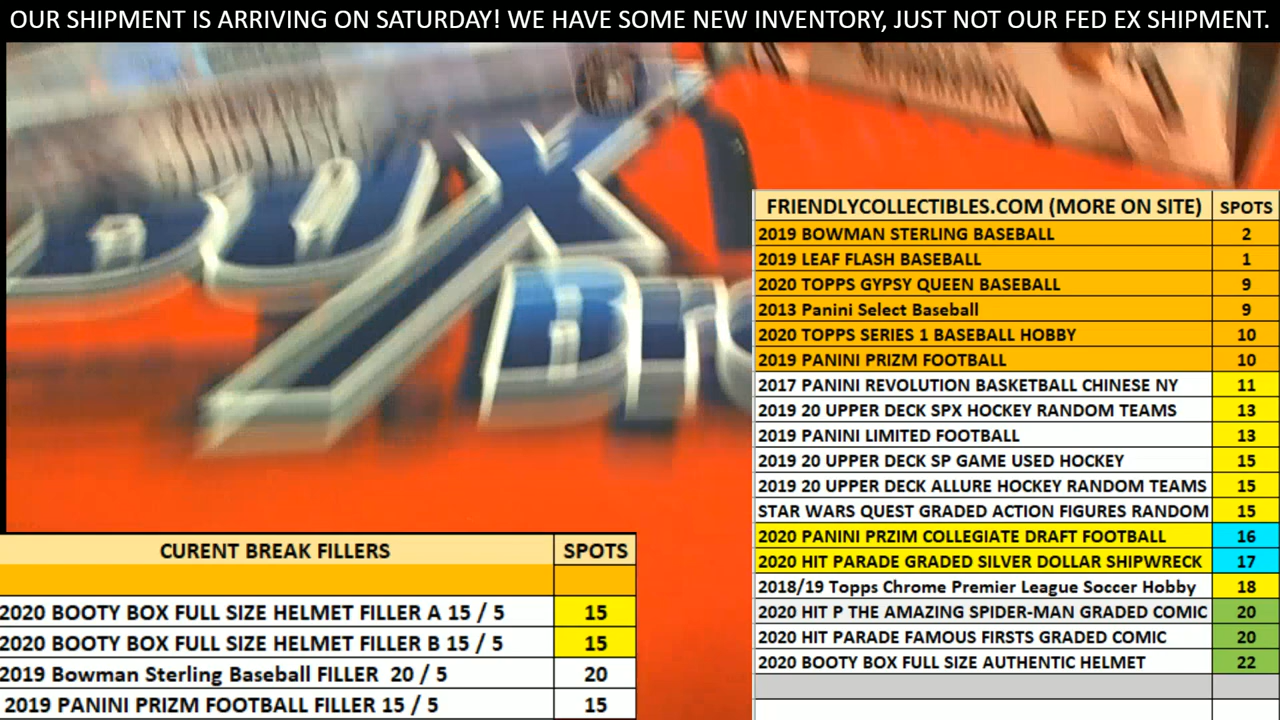 OUR SHIPMENT IS ARRIVING ON SATURDAY! WE HAVE SOME NEW INVENTORY, JUST NOT OUR FED EX SHIPMENT.
FRIENDLYCOLLECTIBLES.COM (MORE ON SITE) SPOTS
2019 BOWMAN STERLING BASEBALL 2
2019 LEAF FLASH BASEBALL 1
2020 TOPPS GYPSY QUEEN BASEBALL 9
2013 Panini Select Baseball 9
2020 TOPPS SERIES 1 BASEBALL HOBBY 10
2019 PANINI PRIZM FOOTBALL 10
2017 PANINI REVOLUTION BASKETBALL CHINESE NY 11
2019 20 UPPER DECK SPX HOCKEY RANDOM TEAMS 13
2019 PANINI LIMITED FOOTBALL 13
2019 20 UPPER DECK SP GAME USED HOCKEY 15
2019 20 UPPER DECK ALLURE HOCKEY RANDOM TEAMS 15
STAR WARS QUEST GRADED ACTION FIGURES RANDOM 15
2020 PANINI PRZIM COLLEGIATE DRAFT FOOTBALL 16
2020 HIT PARADE GRADED SILVER DOLLAR SHIPWRECK 17
2018/19 Topps Chrome Premier League Soccer Hobby 18
2020 HIT P THE AMAZING SPIDER-MAN GRADED COMIC 20
2020 HIT PARADE FAMOUS FIRSTS GRADED COMIC 20
2020 BOOTY BOX FULL SIZE AUTHENTIC HELMET 22
CURENT BREAK FILLERS SPOTS
2020 BOOTY BOX FULL SIZE HELMET FILLER A 15 / 5 15
2020 BOOTY BOX FULL SIZE HELMET FILLER B 15 / 5 15
2019 Bowman Sterling Baseball FILLER 20 / 5 20
2019 PANINI PRIZM FOOTBALL FILLER 15 / 5 15